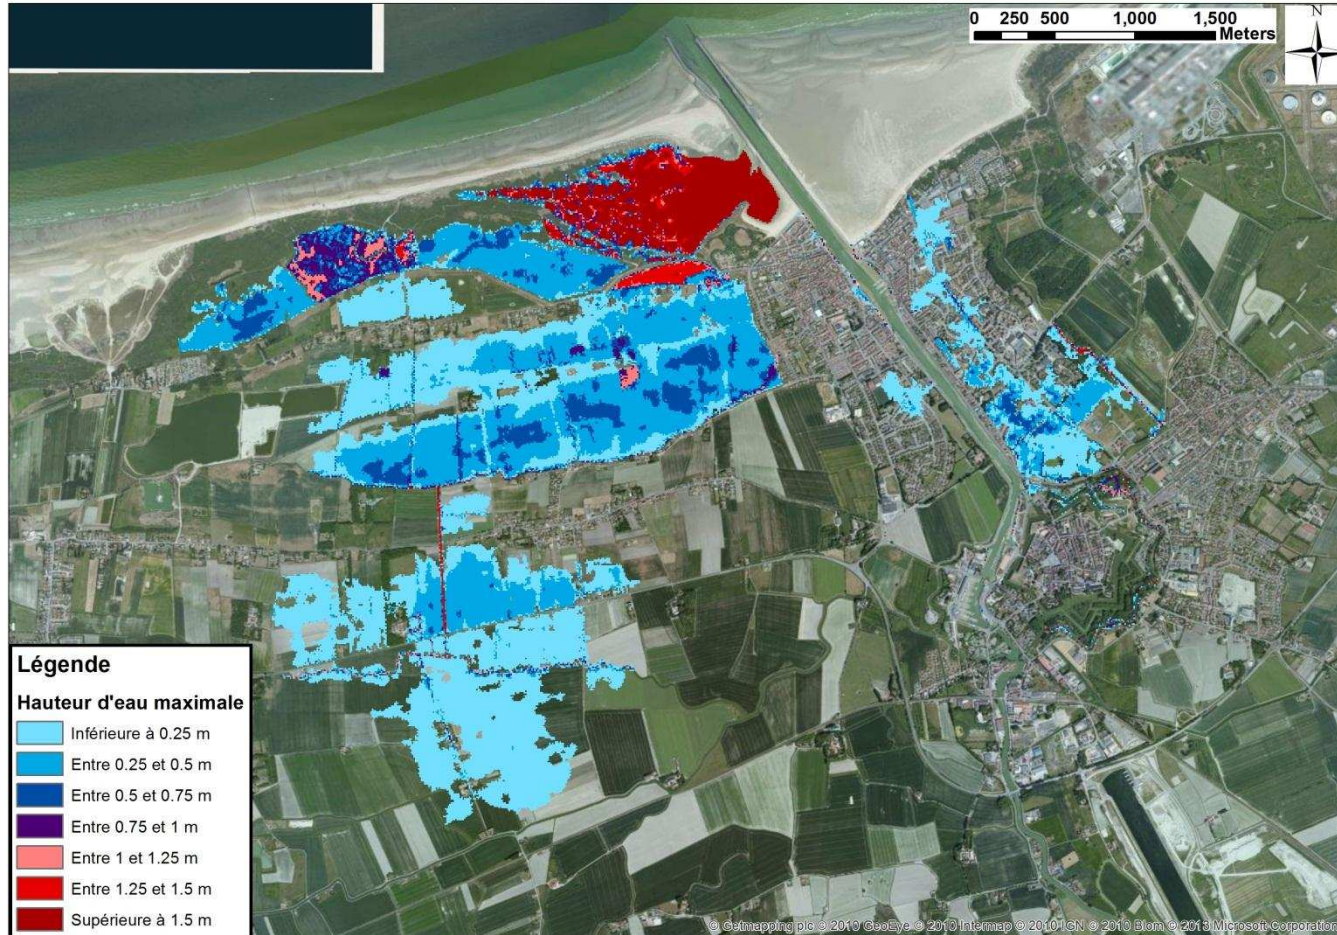 0 250 500 1,000 1,500
Meters
N
Légende
Hauteur d'eau maximale
Inférieure à 0.25 m
Entre 0.25 et 0.5 m
Entre 0.5 et 0.75 m
Entre 0.75 et 1 m
Entre 1 et 1.25 m
Entre 1.25 et 1.5 m
Supérieure à 1.5 m
© Getmapping plc © 2010 GeoEye © 2010 Intermap © 2010 IGN © 2010 Blom © 2013 Microsoft Corporation